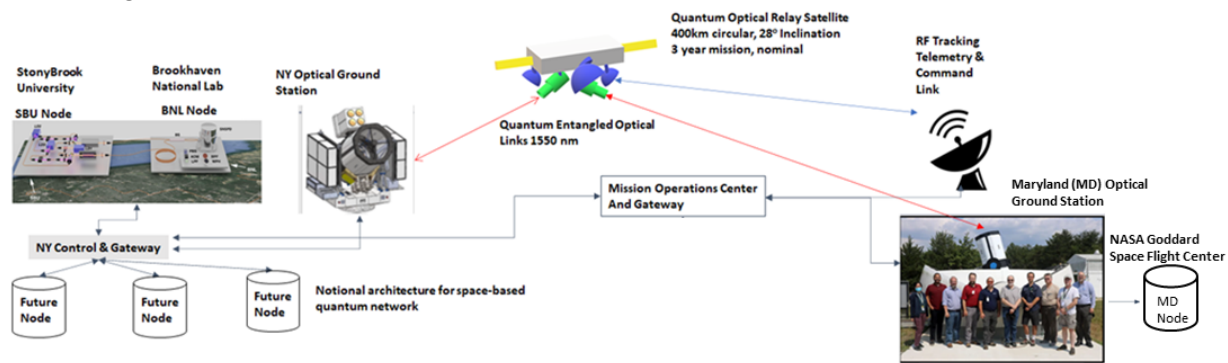 StonyBrook
University
SBU Node
Brookhaven
National Lab
BNL Node
NY Optical Ground
Station
Quantum Optical Relay Satellite
400km circular, 28° Inclination
3 year mission, nominal
RF Tracking
Telemetry &
Command
Link
Quantum Entangled Optical
Links 1550 nm
Mission Operations Center
And Gateway
Maryland (MD) Optical
Ground Station
NASA Goddard
Space Flight Center
MD
Node
NY Control & Gateway
Future
Node
Future
Node
Future
Node
Notional architecture for space-based
quantum network